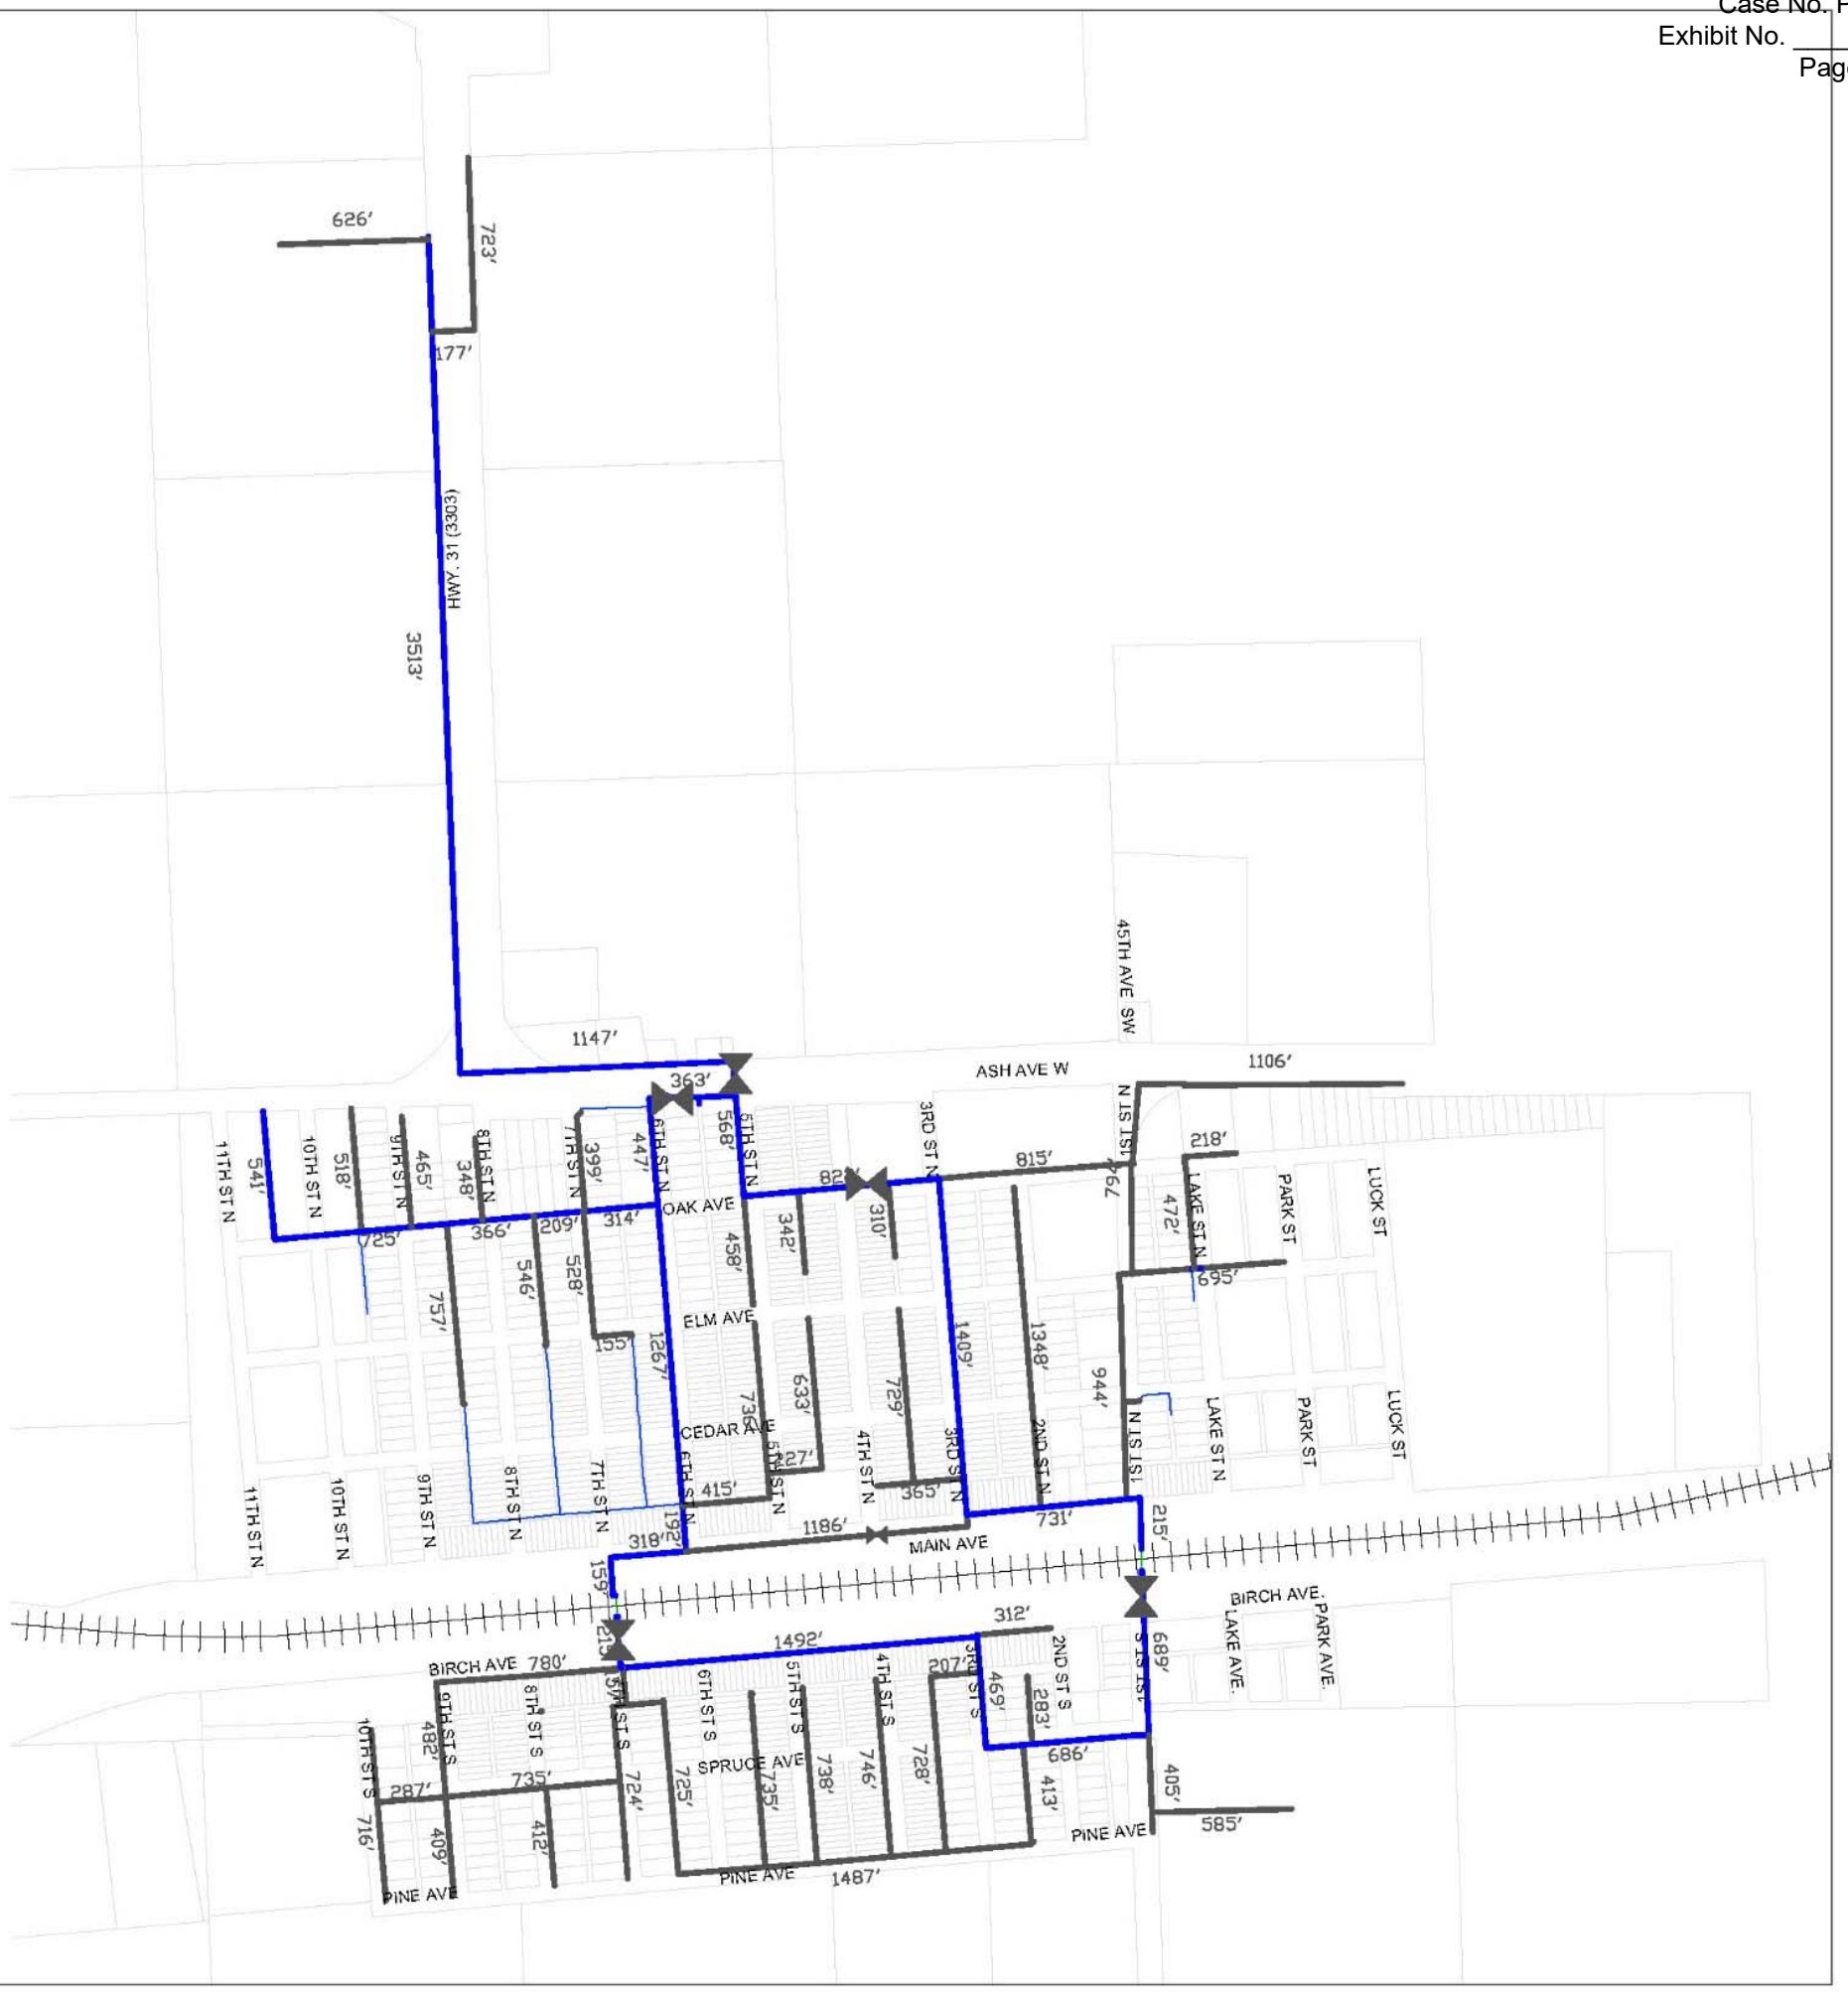 Case No. P
Exhibit No. ____
Page
626′
723′
177′
HWY. 31 (3303)
3513′
45TH AVE SW
1147′
ASH AVE W
1106′
363′
11TH ST N
541′
10TH ST N
518′
9TH ST N
465′
348′
8TH ST N
7TH ST N
399′
447′
6TH ST N
568′
5TH ST N
3RD ST N
1ST ST N
815′
218′
LAKE ST N
472′
PARK ST
LUCK ST
OAK AVE
725′
366′
209′
314′
342′
310′
458′
695′
757′
546′
528′
155′
ELM AVE
1267′
633′
729′
1409′
1348′
944′
CEDAR AVE
5TH ST N
415′
4TH ST N
365′
3RD ST N
2ND ST N
1ST ST N
LAKE ST N
PARK ST
LUCK ST
11TH ST N
10TH ST N
9TH ST N
8TH ST N
7TH ST N
6TH ST N
192′
318′
1186′
MAIN AVE
731′
215′
159′
BIRCH AVE.
LAKE AVE.
PARK AVE.
312′
1492′
BIRCH AVE
780′
9TH ST S
8TH ST S
6TH ST S
5TH ST S
4TH ST S
207′
3RD ST S
469′
283′
2ND ST S
1ST ST S
689′
10TH ST S
482′
SPRUCE AVE
686′
287′
735′
724′
725′
735′
738′
746′
728′
413′
405′
585′
716′
409′
412′
PINE AVE
PINE AVE
1487′
PINE AVE